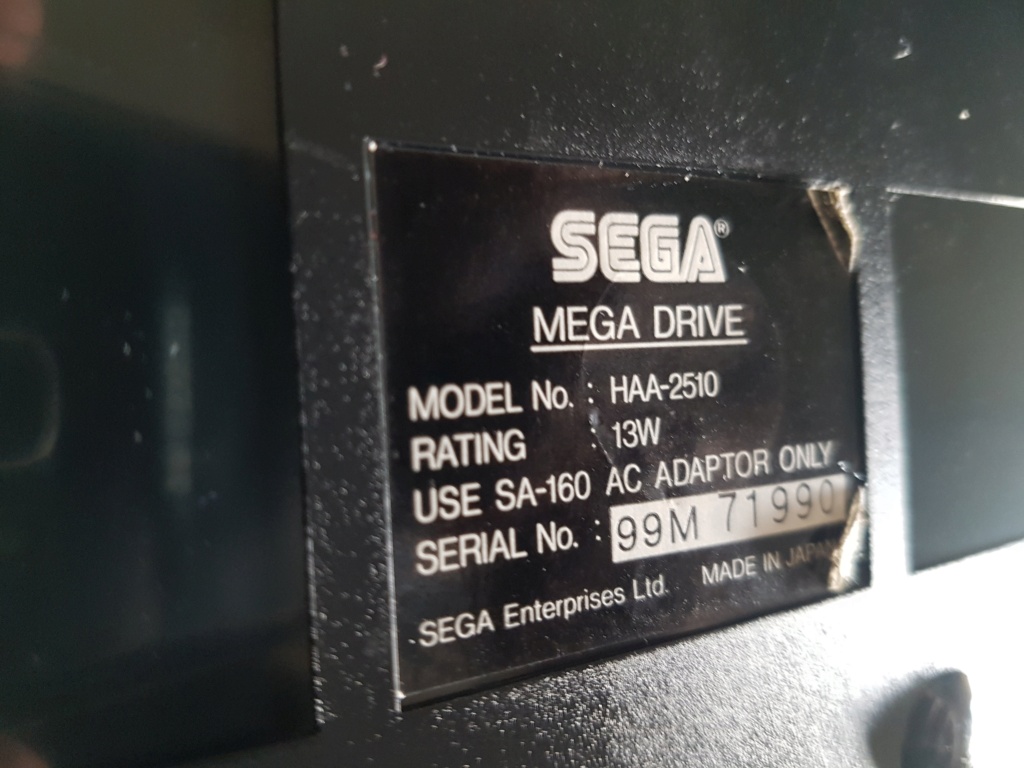 SEGA®
MEGA DRIVE
MODEL No. : HAA-2510
RATING : 13W
USE SA-160 AC ADAPTOR ONLY
SERIAL No. : 99M 71990
SEGA Enterprises Ltd. MADE IN JAPAN